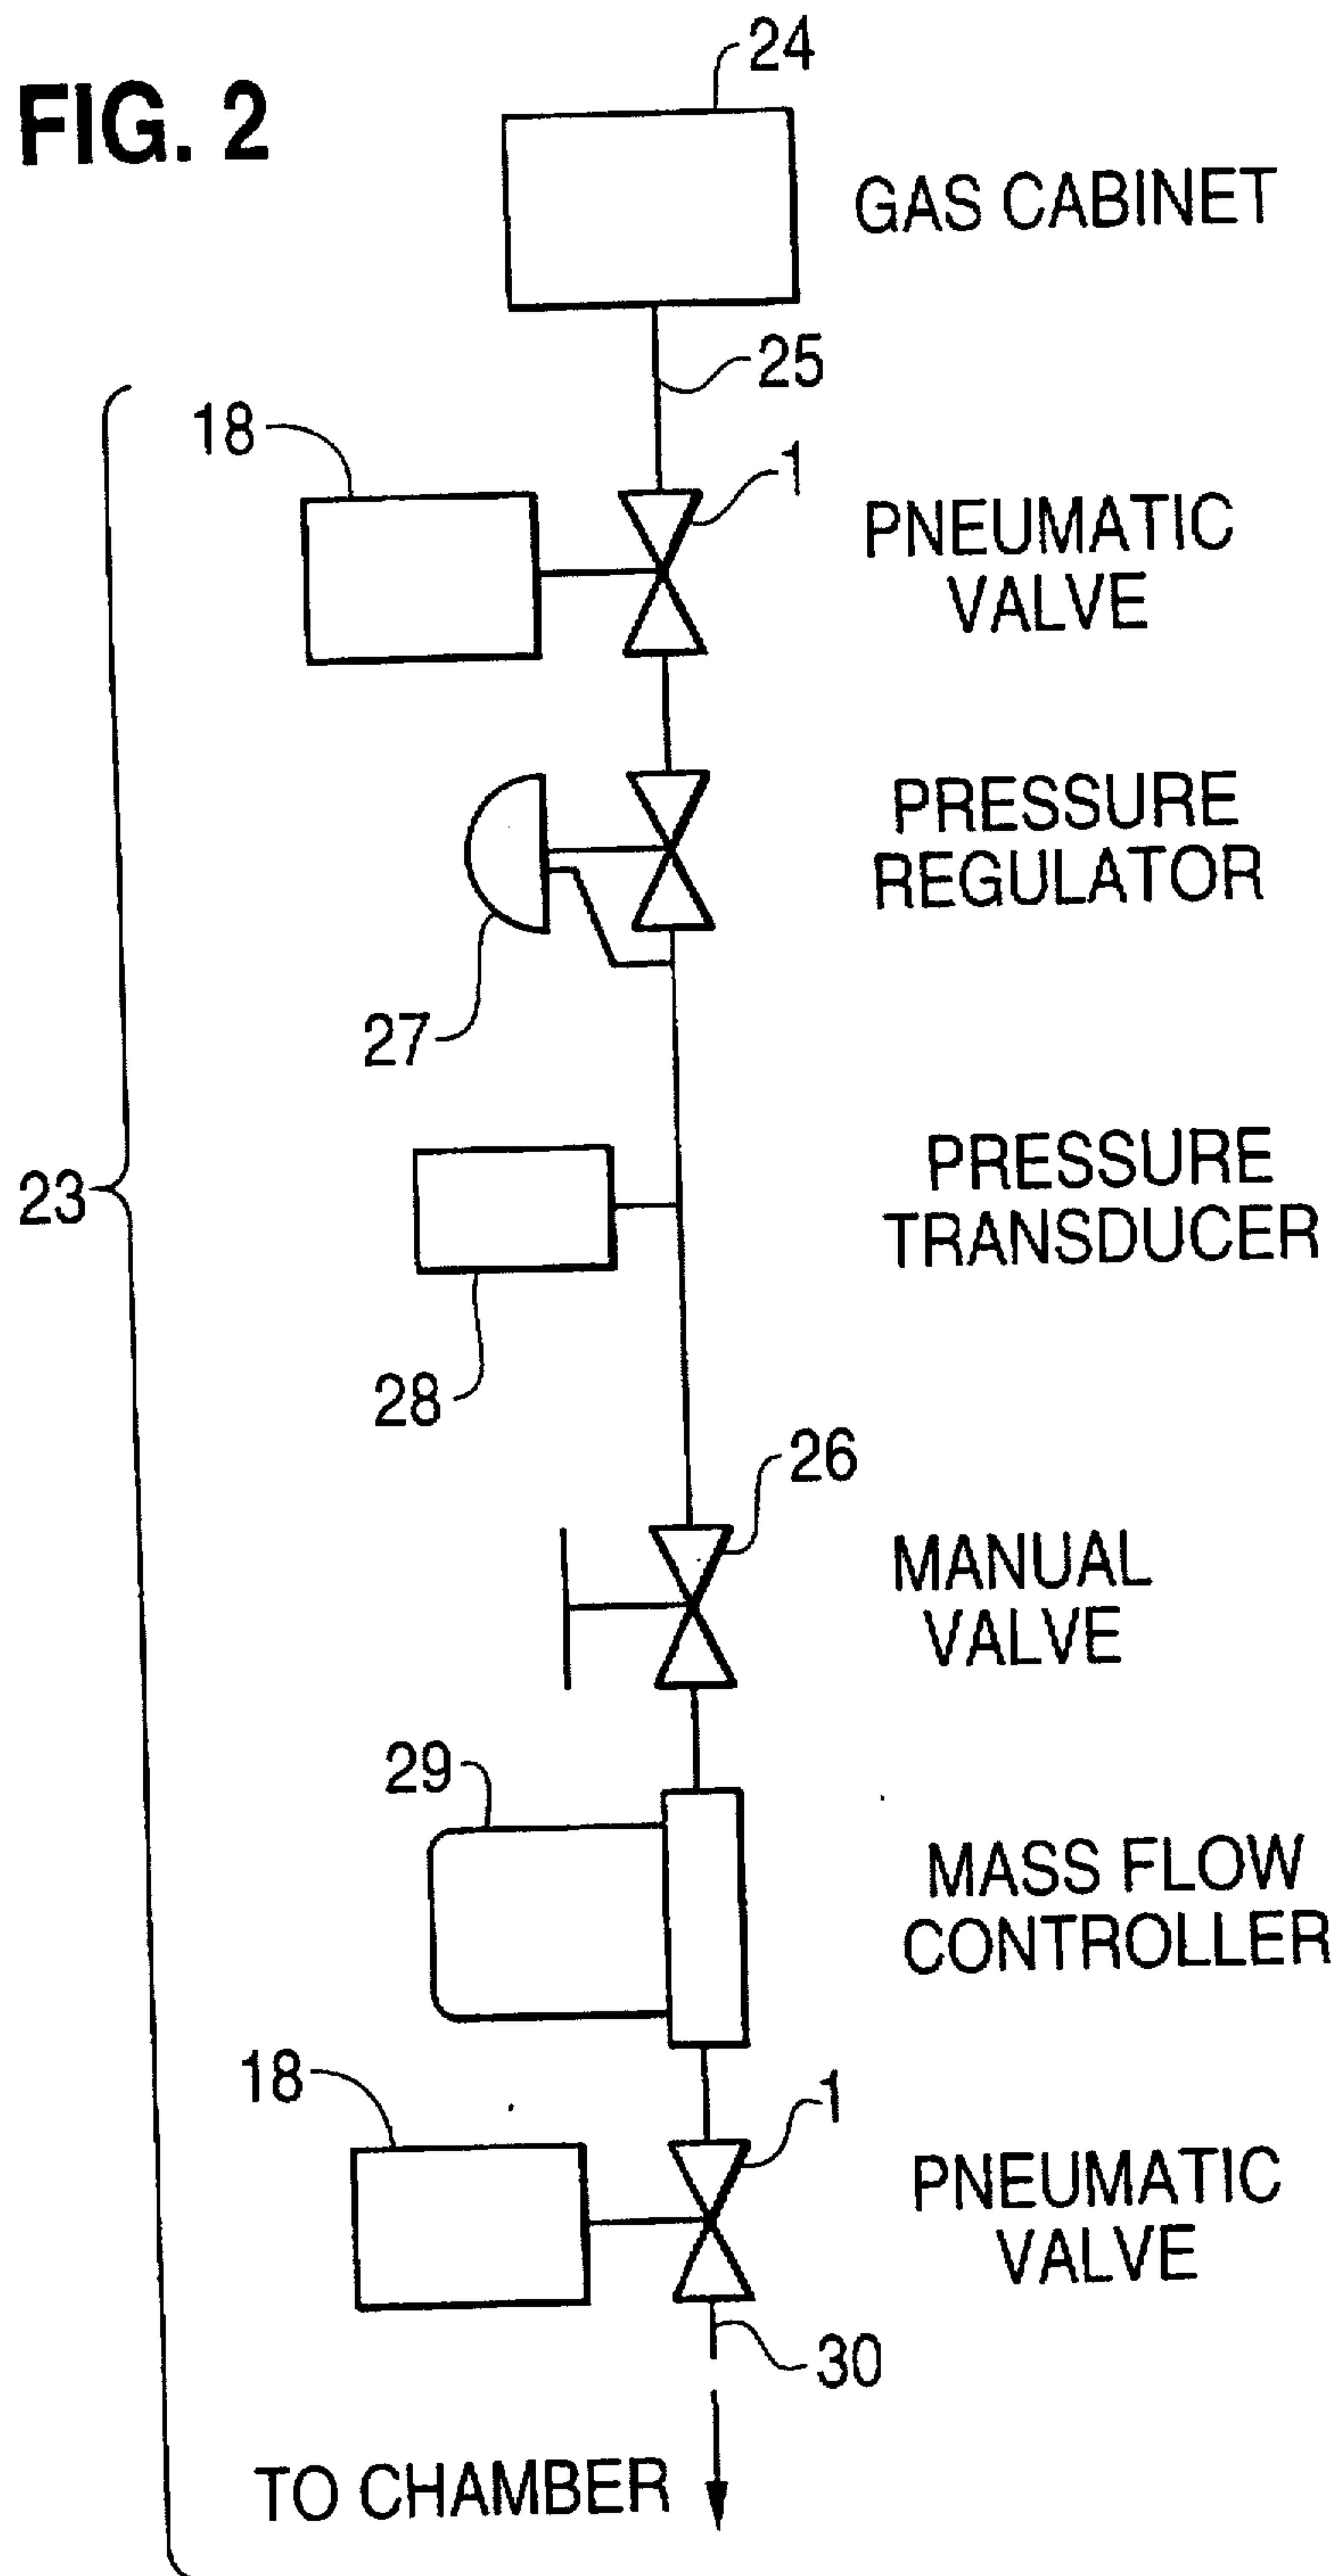 FIG. 2
24
GAS CABINET
25
18
1
PNEUMATIC
VALVE
PRESSURE
REGULATOR
27
23
PRESSURE
TRANSDUCER
28
26
MANUAL
VALVE
29
MASS FLOW
CONTROLLER
18
1
PNEUMATIC
VALVE
30
TO CHAMBER